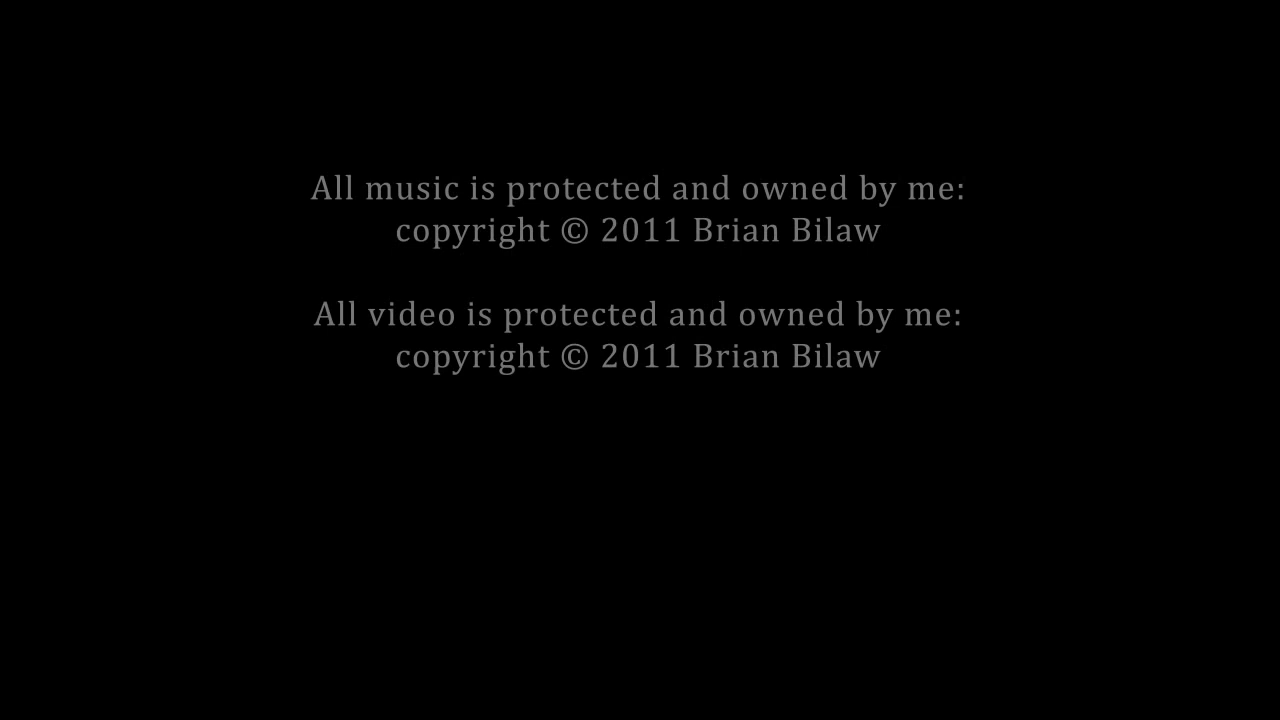 All music is protected and owned by me:
copyright © 2011 Brian Bilaw
All video is protected and owned by me:
copyright © 2011 Brian Bilaw